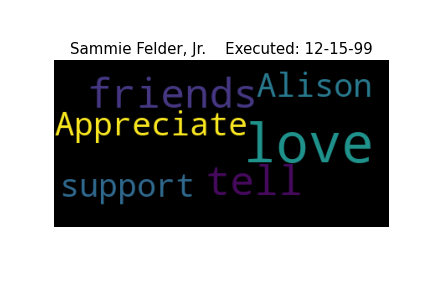 Sammie Felder, Jr. Executed: 12-15-99
friends Alison
Appreciate
love
support tell